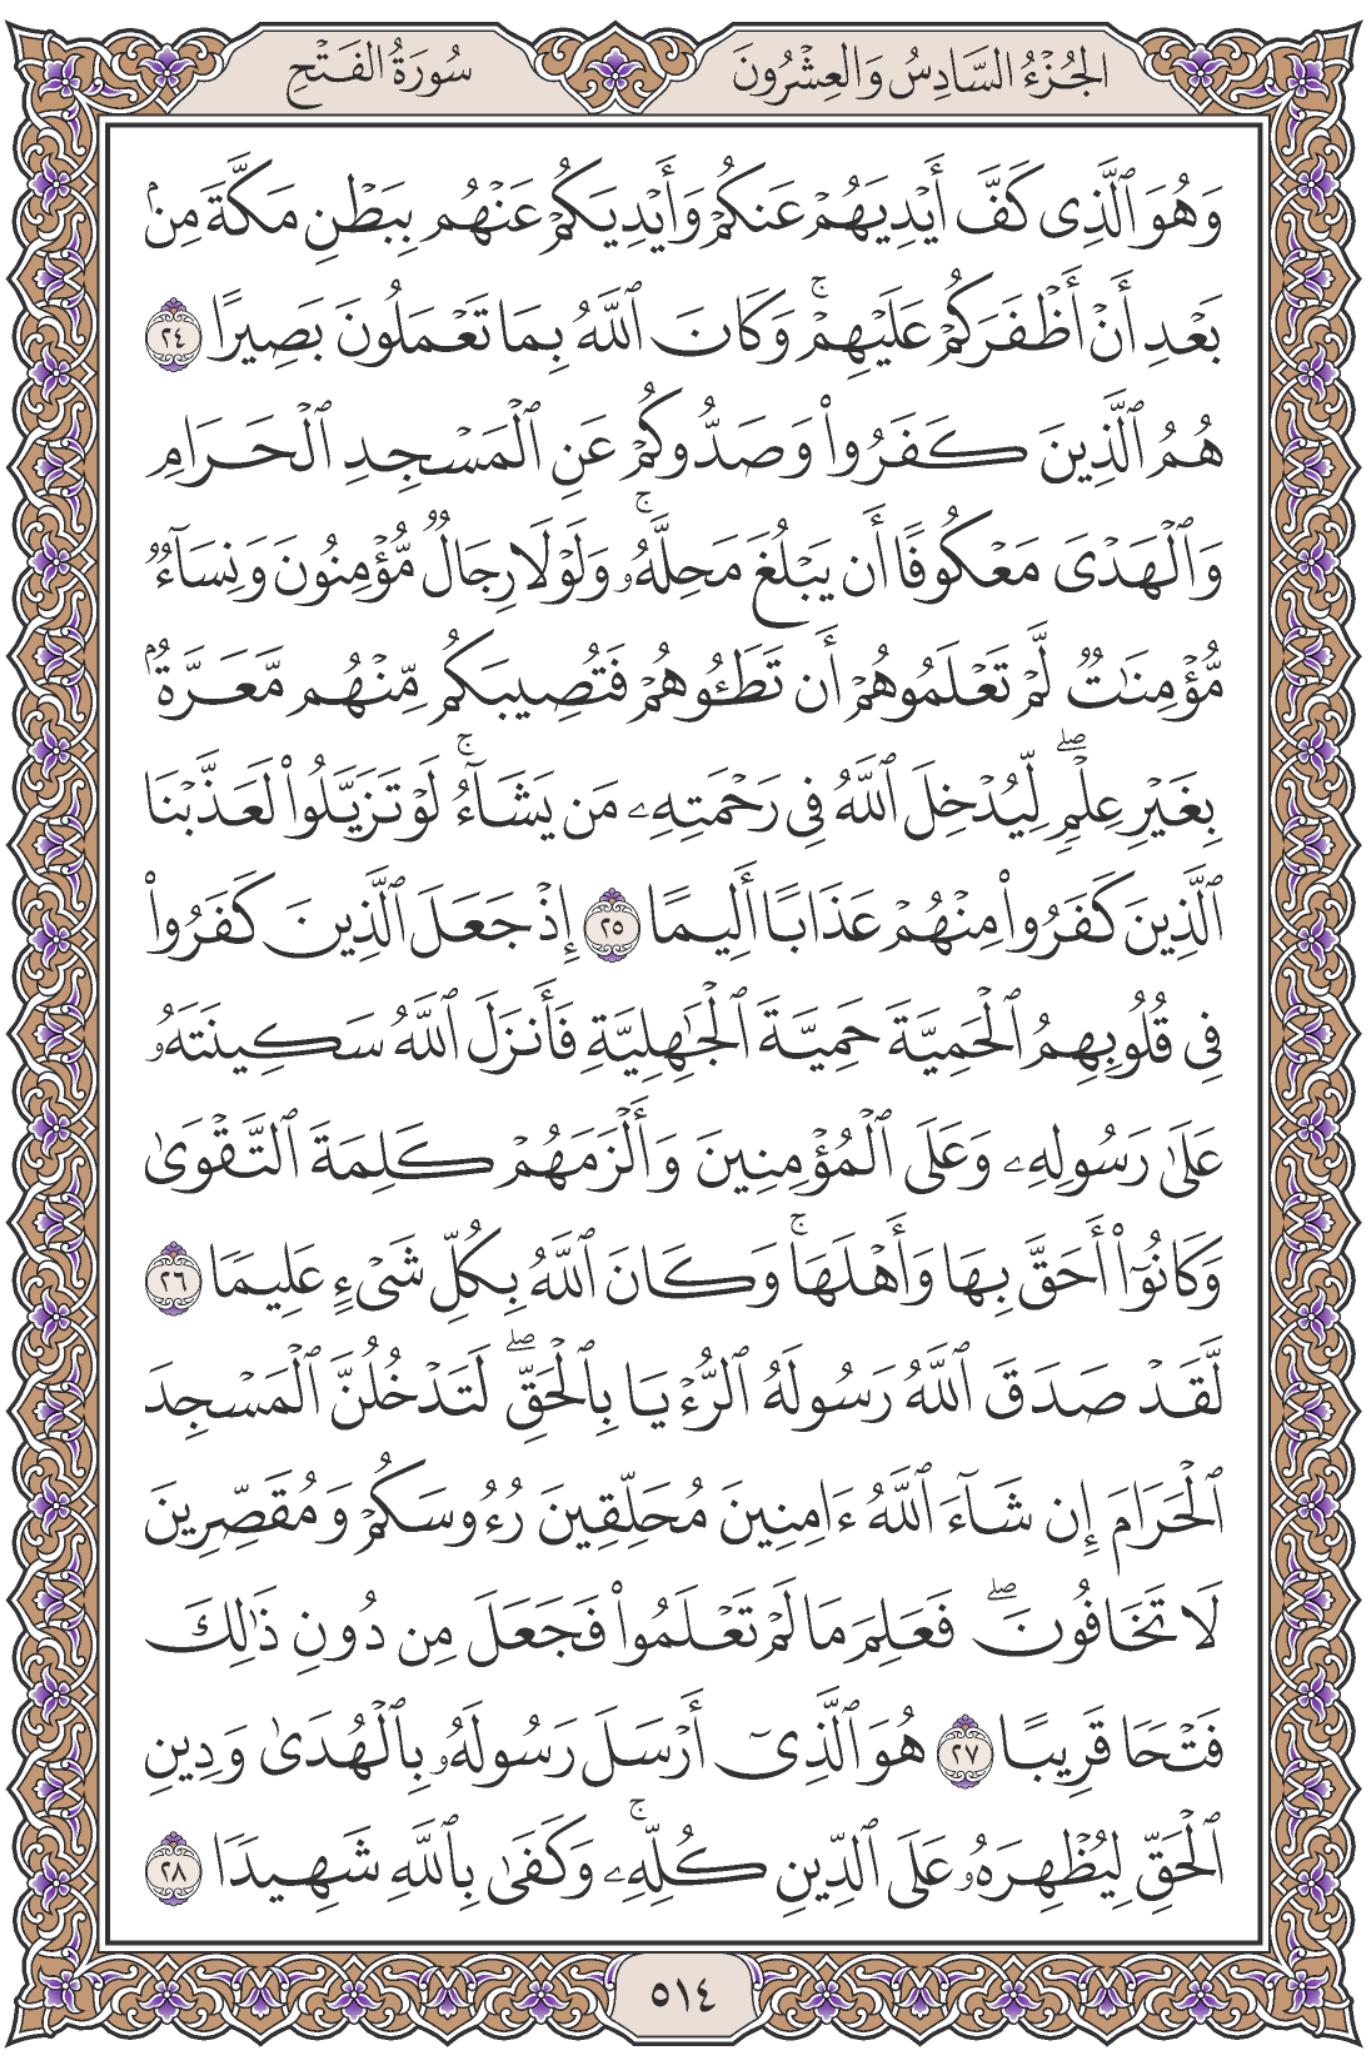 الجُزْءُ السَّادِسُ وَالعِشْرُونَ
سُورَةُ الفَتْحِ
وَهُوَ ٱلَّذِى كَفَّ أَيْدِيَهُمْ عَنكُمْ وَأَيْدِيَكُمْ عَنْهُم بِبَطْنِ مَكَّةَ مِنۢ
بَعْدِ أَنْ أَظْفَرَكُمْ عَلَيْهِمْۚ وَكَانَ ٱللَّهُ بِمَا تَعْمَلُونَ بَصِيرًا ٢٤
هُمُ ٱلَّذِينَ كَفَرُوا۟ وَصَدُّوكُمْ عَنِ ٱلْمَسْجِدِ ٱلْحَرَامِ
وَٱلْهَدْىَ مَعْكُوفًا أَن يَبْلُغَ مَحِلَّهُۥۚ وَلَوْلَا رِجَالٌ مُّؤْمِنُونَ وَنِسَآءٌ
مُّؤْمِنَٰتٌ لَّمْ تَعْلَمُوهُمْ أَن تَطَـُٔوهُمْ فَتُصِيبَكُم مِّنْهُم مَّعَرَّةٌۢ
بِغَيْرِ عِلْمٍۖ لِّيُدْخِلَ ٱللَّهُ فِى رَحْمَتِهِۦ مَن يَشَآءُۚ لَوْ تَزَيَّلُوا۟ لَعَذَّبْنَا
ٱلَّذِينَ كَفَرُوا۟ مِنْهُمْ عَذَابًا أَلِيمًا ٢٥ إِذْ جَعَلَ ٱلَّذِينَ كَفَرُوا۟
فِى قُلُوبِهِمُ ٱلْحَمِيَّةَ حَمِيَّةَ ٱلْجَٰهِلِيَّةِ فَأَنزَلَ ٱللَّهُ سَكِينَتَهُۥ
عَلَىٰ رَسُولِهِۦ وَعَلَى ٱلْمُؤْمِنِينَ وَأَلْزَمَهُمْ كَلِمَةَ ٱلتَّقْوَىٰ
وَكَانُوٓا۟ أَحَقَّ بِهَا وَأَهْلَهَاۚ وَكَانَ ٱللَّهُ بِكُلِّ شَىْءٍ عَلِيمًا ٢٦
لَّقَدْ صَدَقَ ٱللَّهُ رَسُولَهُ ٱلرُّءْيَا بِٱلْحَقِّۖ لَتَدْخُلُنَّ ٱلْمَسْجِدَ
ٱلْحَرَامَ إِن شَآءَ ٱللَّهُ ءَامِنِينَ مُحَلِّقِينَ رُءُوسَكُمْ وَمُقَصِّرِينَ
لَا تَخَافُونَۖ فَعَلِمَ مَا لَمْ تَعْلَمُوا۟ فَجَعَلَ مِن دُونِ ذَٰلِكَ
فَتْحًا قَرِيبًا ٢٧ هُوَ ٱلَّذِىٓ أَرْسَلَ رَسُولَهُۥ بِٱلْهُدَىٰ وَدِينِ
ٱلْحَقِّ لِيُظْهِرَهُۥ عَلَى ٱلدِّينِ كُلِّهِۦۚ وَكَفَىٰ بِٱللَّهِ شَهِيدًا ٢٨
٥١٤